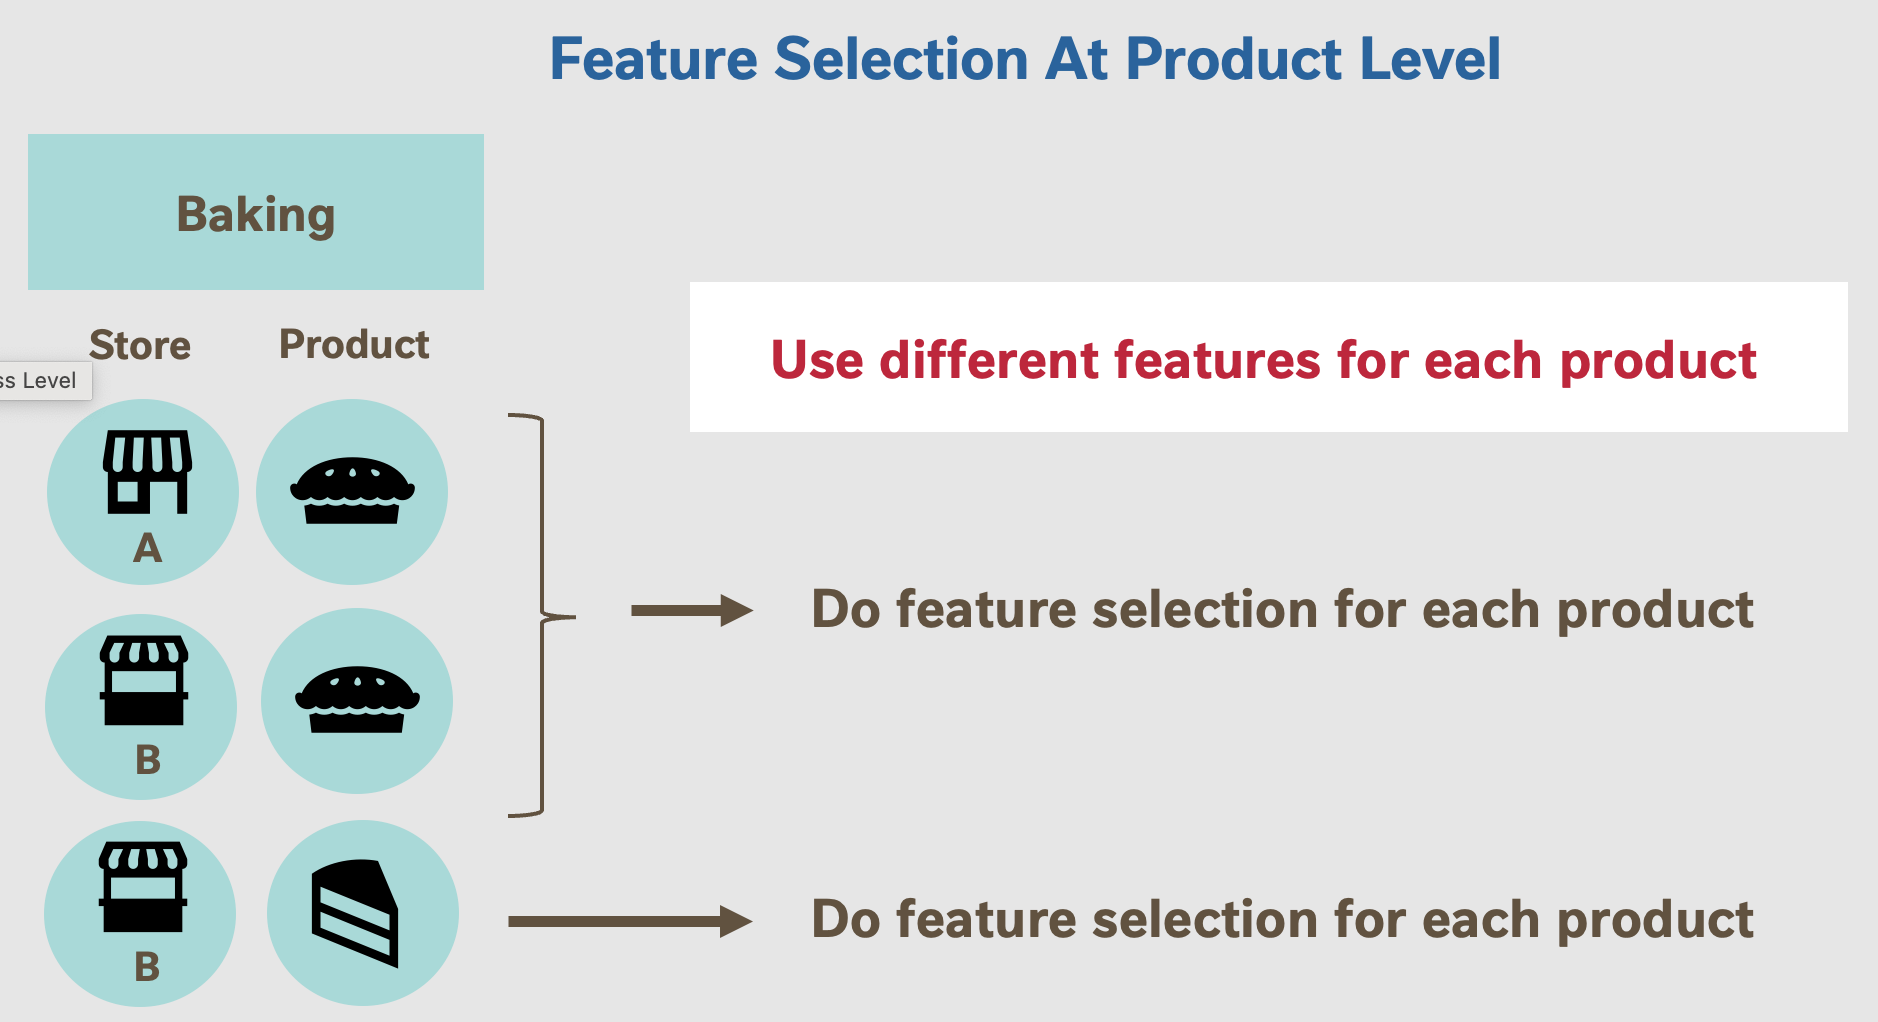 Feature Selection At Product Level
Baking
Store
Product
ss Level
Use different features for each product
A
B
Do feature selection for each product
B
Do feature selection for each product